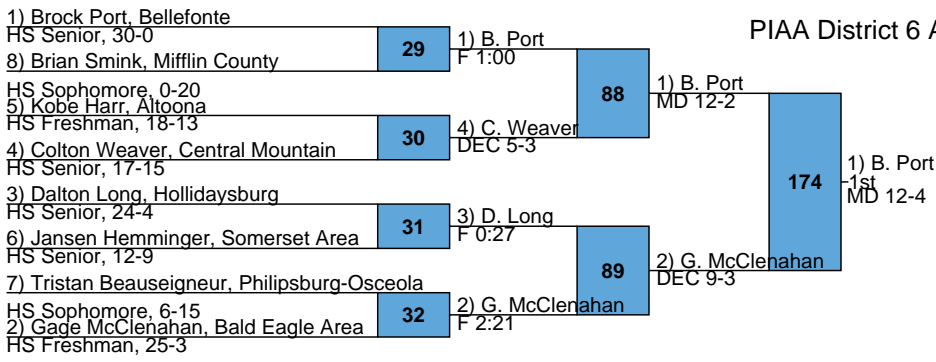 PIAA District 6 A
1) Brock Port, Bellefonte
HS Senior, 30-0
8) Brian Smink, Mifflin County
HS Sophomore, 0-20
5) Kobe Harr, Altoona
HS Freshman, 18-13
4) Colton Weaver, Central Mountain
HS Senior, 17-15
3) Dalton Long, Hollidaysburg
HS Senior, 24-4
6) Jansen Hemminger, Somerset Area
HS Senior, 12-9
7) Tristan Beauseigneur, Philipsburg-Osceola
HS Sophomore, 6-15
2) Gage McClenahan, Bald Eagle Area
HS Freshman, 25-3
29
30
31
32
1) B. Port
F 1:00
4) C. Weaver
DEC 5-3
3) D. Long
F 0:27
2) G. McClenahan
F 2:21
88
89
1) B. Port
MD 12-2
2) G. McClenahan
DEC 9-3
174
1) B. Port
1st
MD 12-4